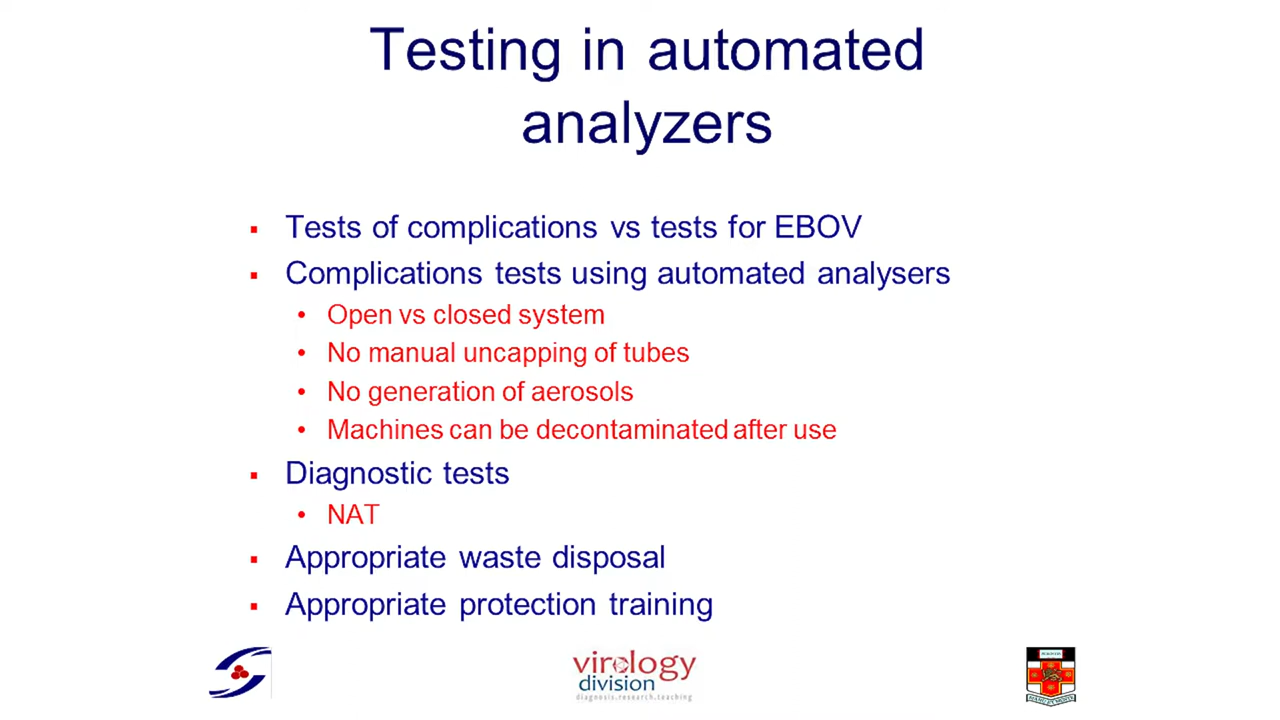 Testing in automated
analyzers
▪ Tests of complications vs tests for EBOV
▪ Complications tests using automated analysers
• Open vs closed system
• No manual uncapping of tubes
• No generation of aerosols
• Machines can be decontaminated after use
▪ Diagnostic tests
• NAT
▪ Appropriate waste disposal
▪ Appropriate protection training
virology
division
diagnosis.research.teaching